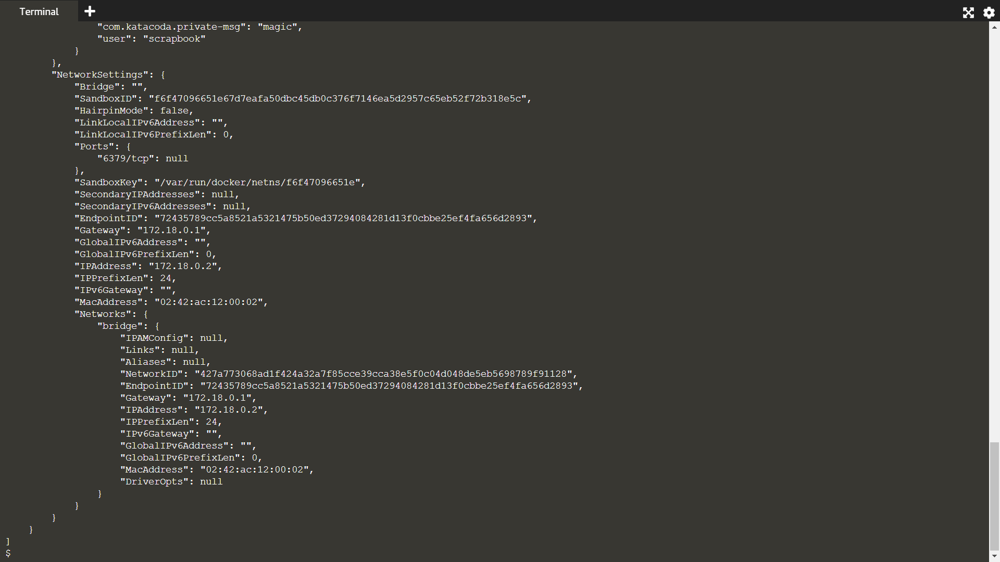 Terminal
"com.katacoda.private-msg": "magic",
"user": "scrapbook"
}
},
"NetworkSettings": {
"Bridge": "",
"SandboxID": "f6f47096651e67d7eafa50dbc45db0c376f7146ea5d2957c65eb52f72b318e5c",
"HairpinMode": false,
"LinkLocalIPv6Address": "",
"LinkLocalIPv6PrefixLen": 0,
"Ports": {
"6379/tcp": null
},
"SandboxKey": "/var/run/docker/netns/f6f47096651e",
"SecondaryIPAddresses": null,
"SecondaryIPv6Addresses": null,
"EndpointID": "72435789cc5a8521a5321475b50ed37294084281d13f0cbbe25ef4fa656d2893",
"Gateway": "172.18.0.1",
"GlobalIPv6Address": "",
"GlobalIPv6PrefixLen": 0,
"IPAddress": "172.18.0.2",
"IPPrefixLen": 24,
"IPv6Gateway": "",
"MacAddress": "02:42:ac:12:00:02",
"Networks": {
"bridge": {
"IPAMConfig": null,
"Links": null,
"Aliases": null,
"NetworkID": "427a773068ad1f424a32a7f85cce39cca38e5f0c04d048de5eb5698789f91128",
"EndpointID": "72435789cc5a8521a5321475b50ed37294084281d13f0cbbe25ef4fa656d2893",
"Gateway": "172.18.0.1",
"IPAddress": "172.18.0.2",
"IPPrefixLen": 24,
"IPv6Gateway": "",
"GlobalIPv6Address": "",
"GlobalIPv6PrefixLen": 0,
"MacAddress": "02:42:ac:12:00:02",
"DriverOpts": null
}
}
}
}
]
$